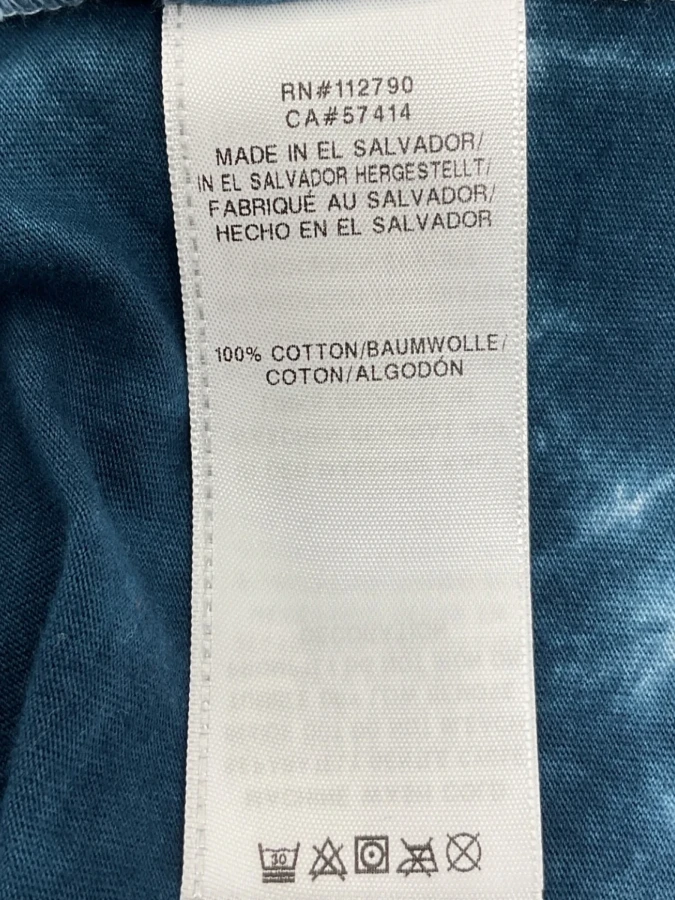 RN#112790
CA#57414
MADE IN EL SALVADOR/
IN EL SALVADOR HERGESTELLT/
FABRIQUÉ AU SALVADOR/
HECHO EN EL SALVADOR
100% COTTON/BAUMWOLLE/
COTON/ALGODÓN
30